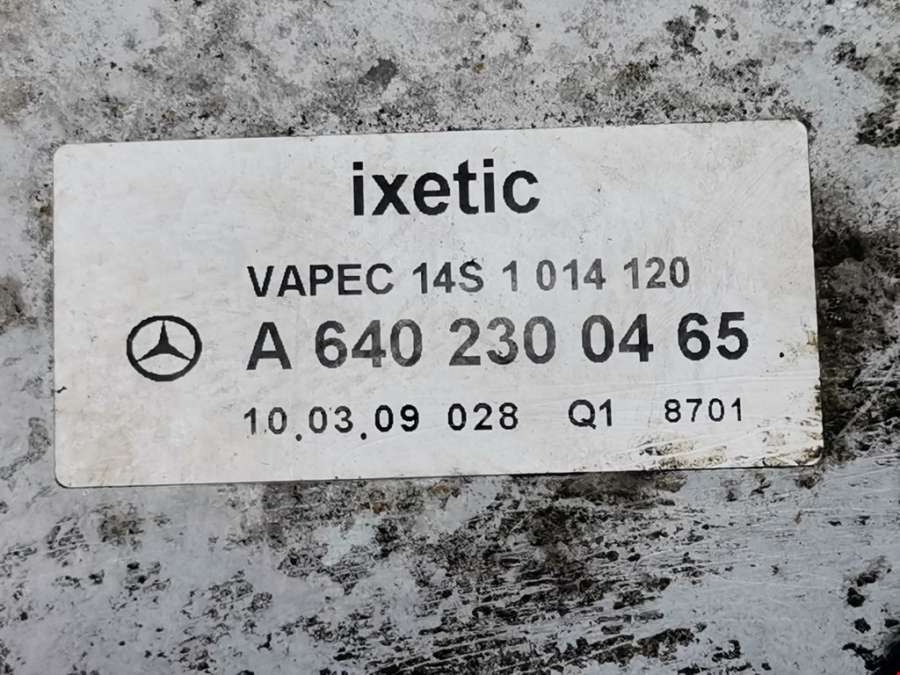 ixetic
VAPEC 14S 1 014 120
A 640 230 04 65
10.03.09 028 Q1 8701